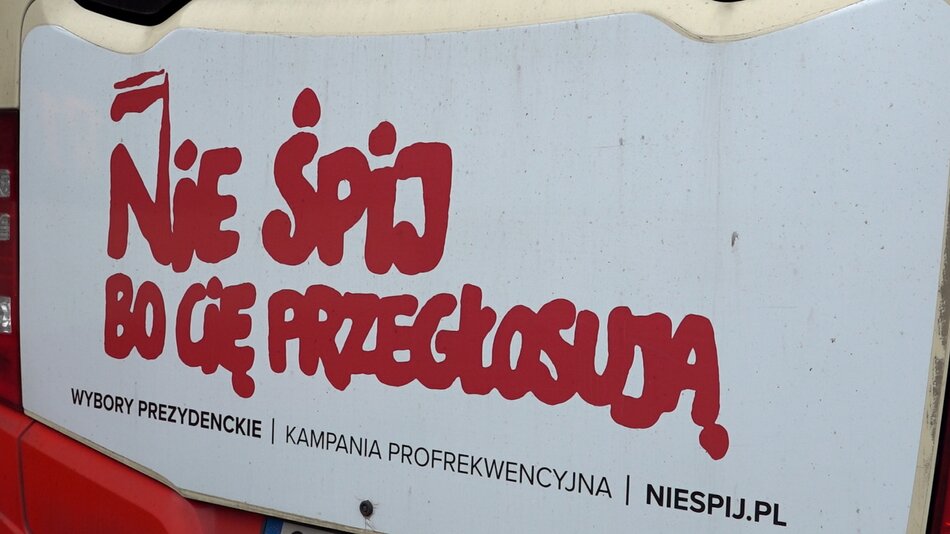 NiE ŚPiJ
BO CiĘ PRZEGŁOSUJĄ
WYBORY PREZYDENCKIE | KAMPANIA PROFREKWENCYJNA | NIESPIJ.PL